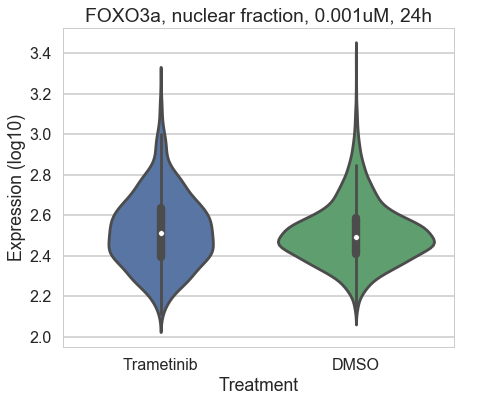 FOXO3a, nuclear fraction, 0.001uM, 24h
Expression (log10)
3.4
3.2
3.0
2.8
2.6
2.4
2.2
2.0
Trametinib DMSO
Treatment